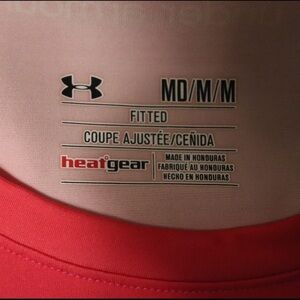 MD/M/M
FITTED
COUPE AJUSTÉE/CEÑIDA
heatgear
MADE IN HONDURAS
FABRIQUÉ AU HONDURAS
HECHO EN HONDURAS